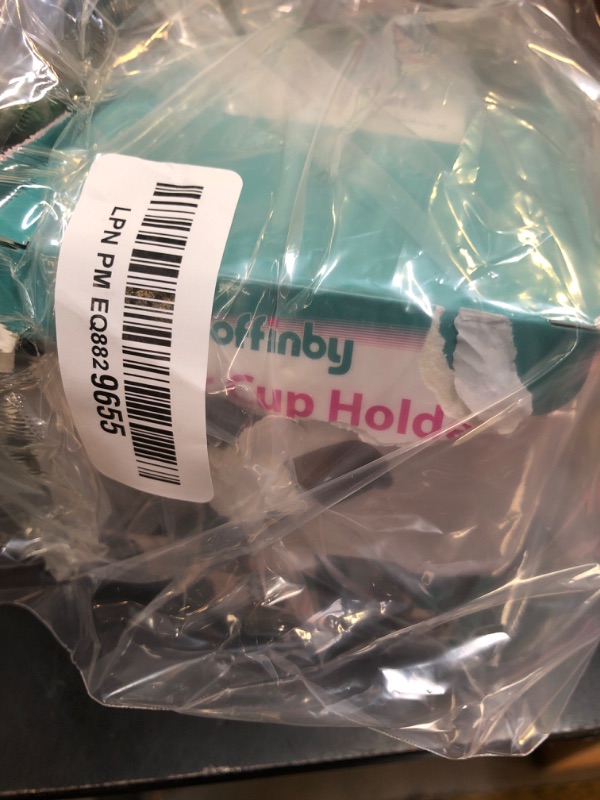 LPN PM EQ8829655
offinby
Cup Hold